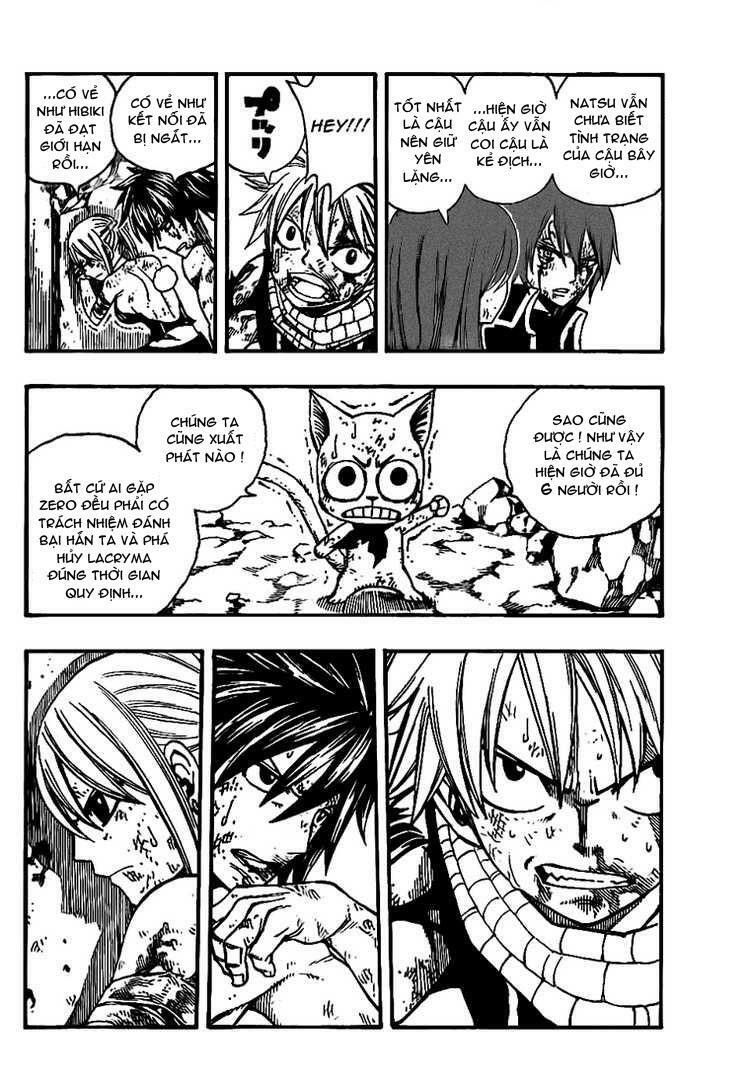 NATSU VẪN
CHƯA BIẾT
TÌNH TRẠNG
CỦA CẬU BÂY
GIỜ...
...HIỆN GIỜ
CẬU ẤY VẪN
COI CẬU LÀ
KẺ ĐỊCH...
TỐT NHẤT
LÀ CẬU
NÊN GIỮ
YÊN
LẶNG...
HEY!!!
プツリ
CÓ VẺ NHƯ
KẾT NỐI ĐÃ
BỊ NGẮT...
...CÓ VẺ
NHƯ HIBIKI
ĐÃ ĐẠT
GIỚI HẠN
RỒI...
SAO CŨNG
ĐƯỢC ! NHƯ VẬY
LÀ CHÚNG TA
HIỆN GIỜ ĐÃ ĐỦ
6 NGƯỜI RỒI !
CHÚNG TA
CŨNG XUẤT
PHÁT NÀO !
BẤT CỨ AI GẶP
ZERO ĐỀU PHẢI CÓ
TRÁCH NHIỆM ĐÁNH
BẠI HẮN TA VÀ PHÁ
HỦY LACRYMA
ĐÚNG THỜI GIAN
QUY ĐỊNH...